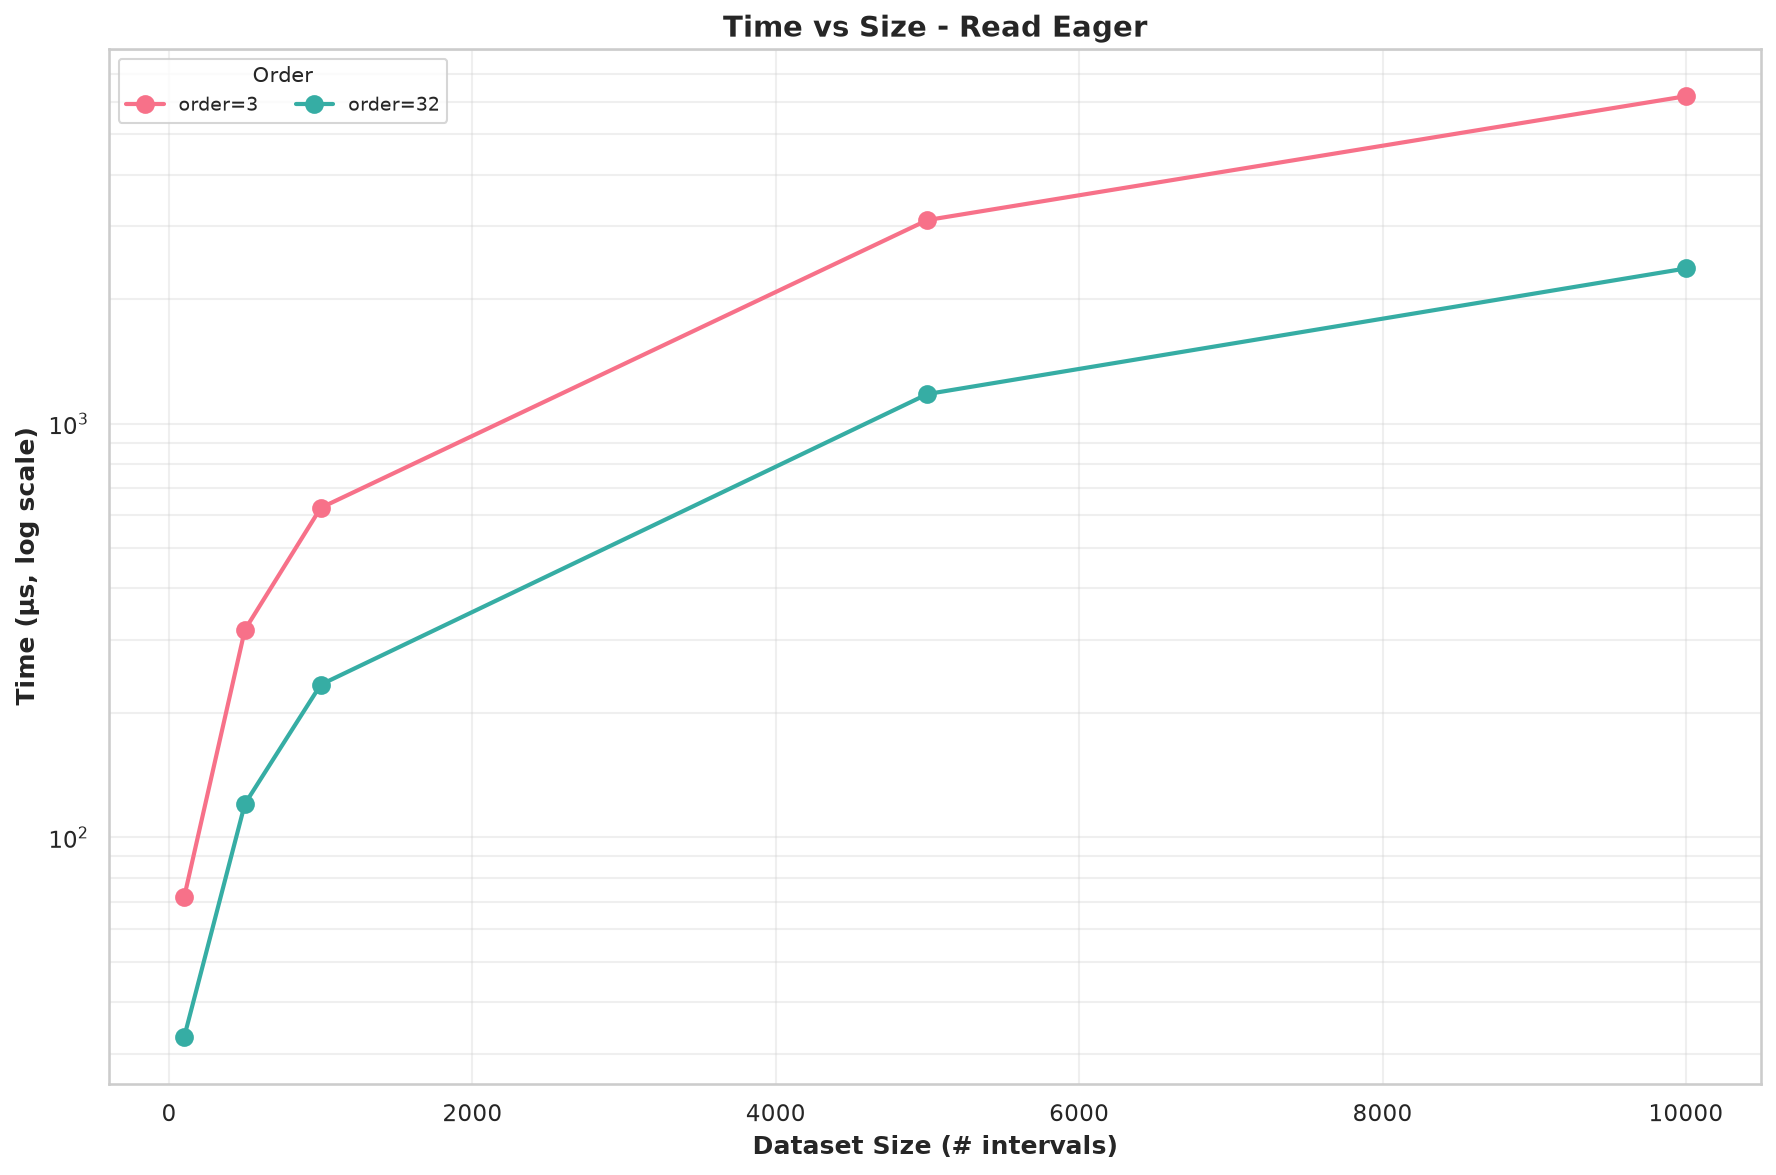 Time vs Size - Read Eager
Order
order=3 order=32
Time (µs, log scale)
10³
10²
0 2000 4000 6000 8000 10000
Dataset Size (# intervals)